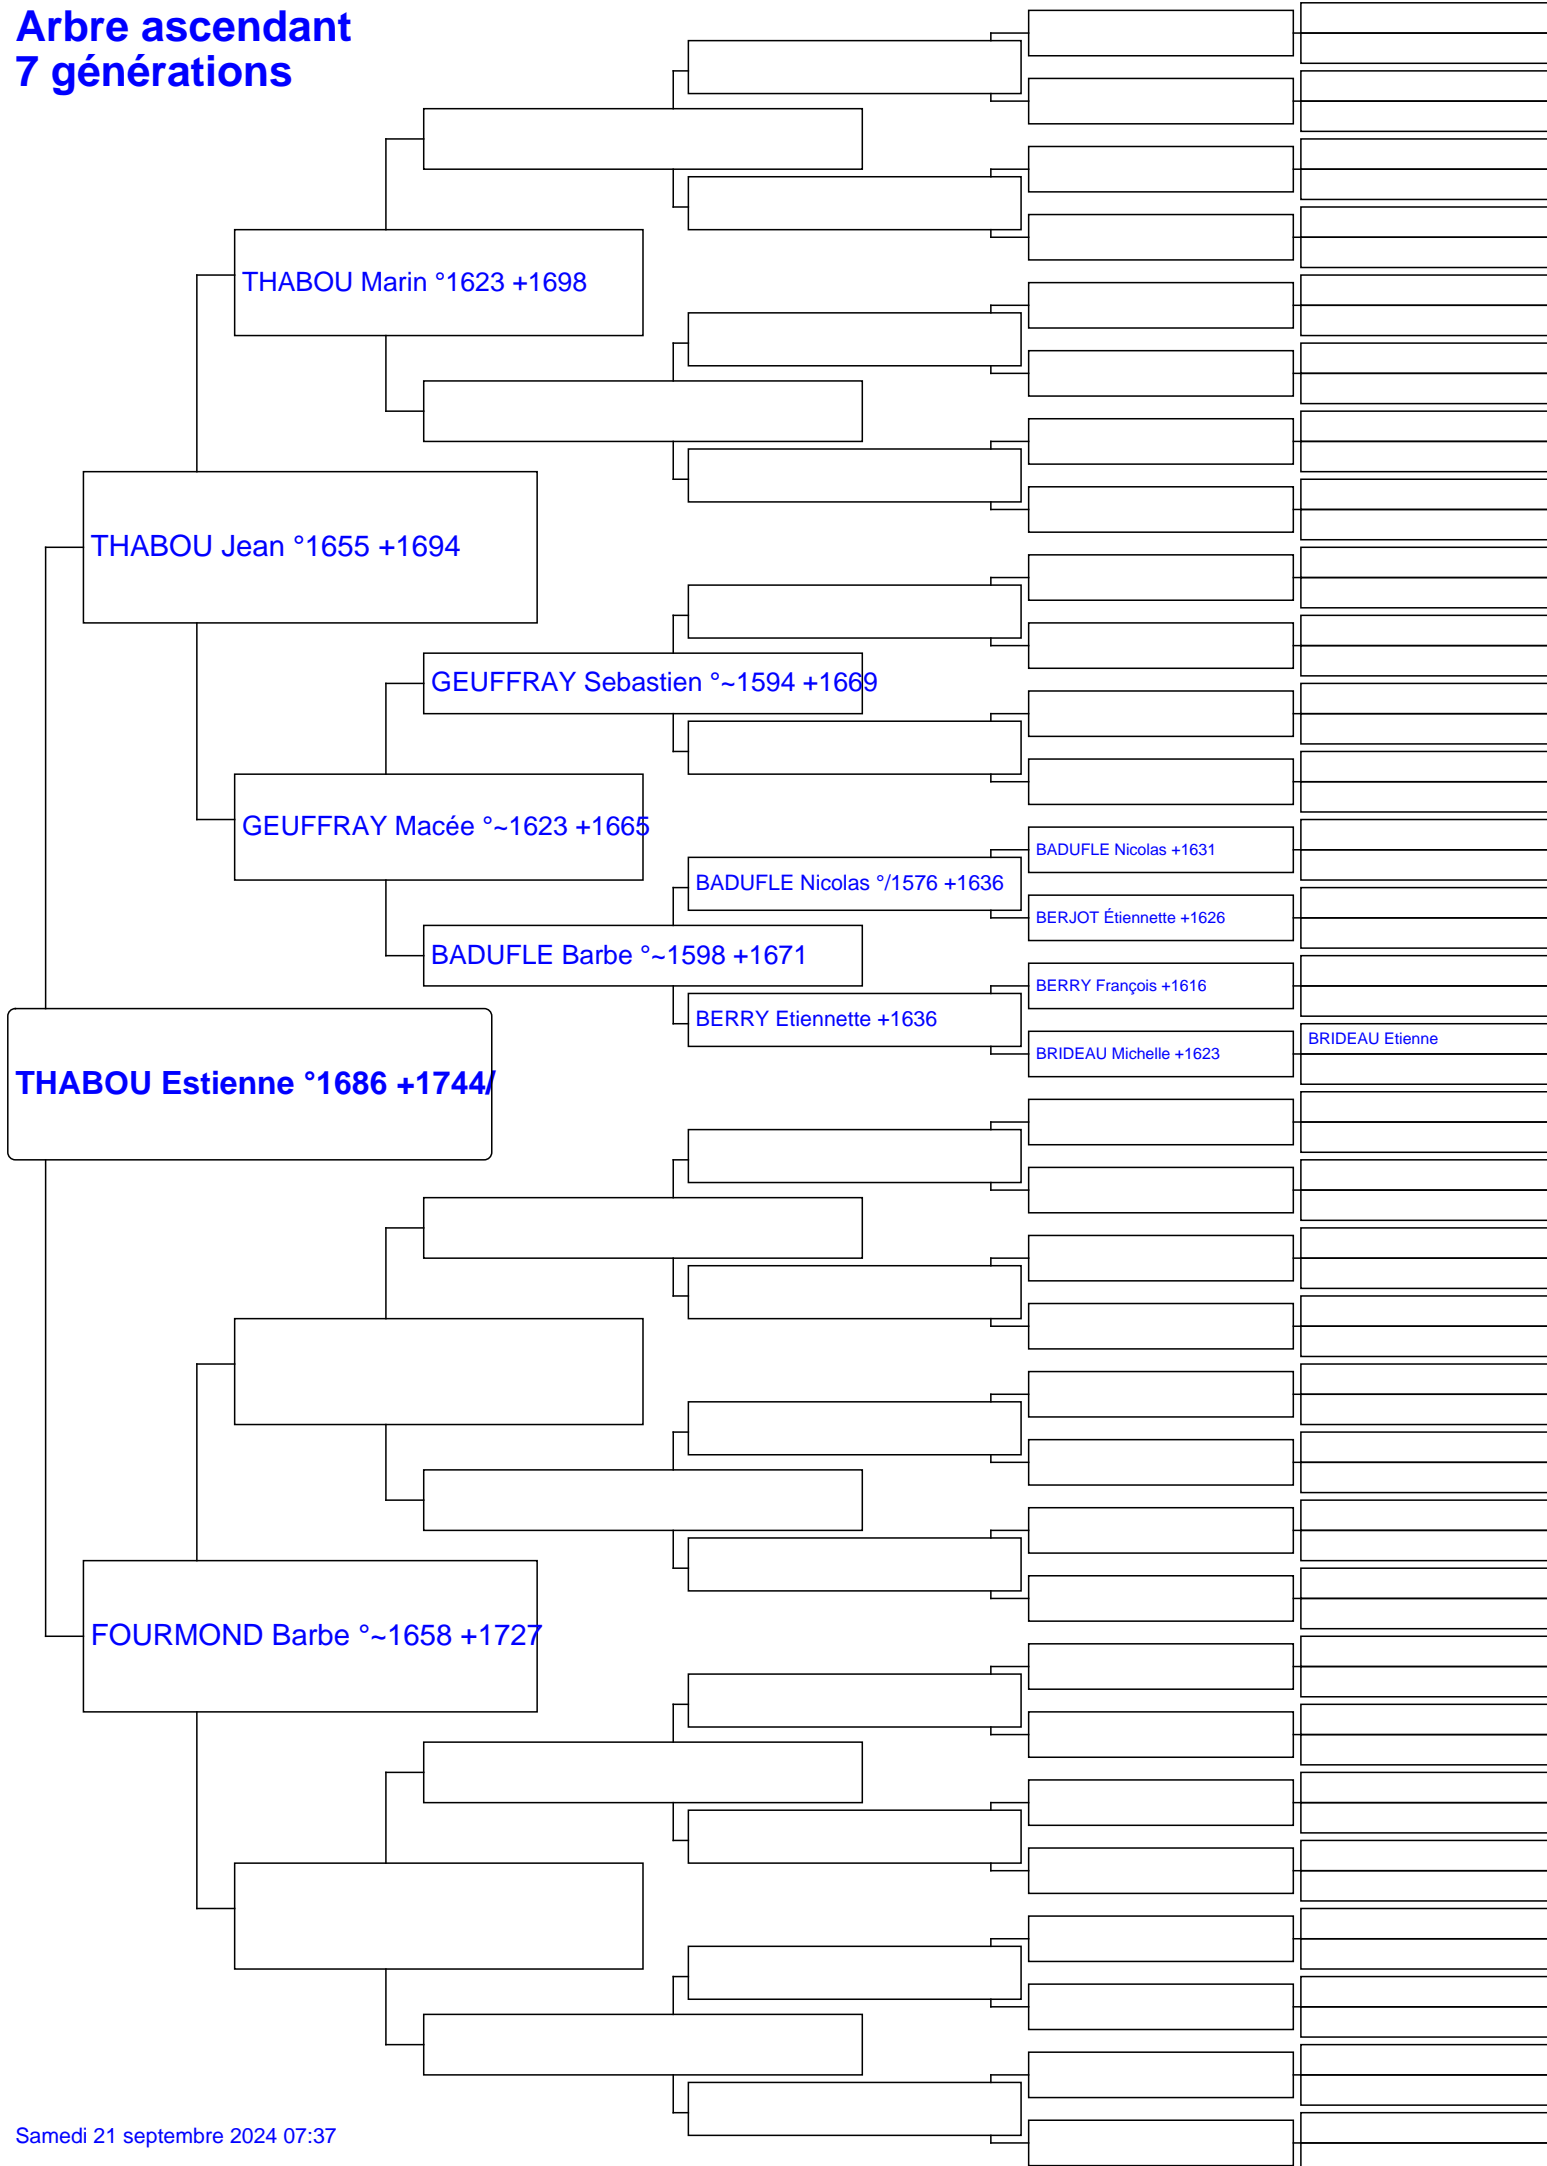 Arbre ascendant
7 générations
THABOU Marin °1623 +1698
THABOU Jean °1655 +1694
GEUFFRAY Sebastien °~1594 +1669
GEUFFRAY Macée °~1623 +1665
BADUFLE Nicolas +1631
BADUFLE Nicolas °/1576 +1636
BERJOT Étiennette +1626
BADUFLE Barbe °~1598 +1671
BERRY François +1616
BERRY Etiennette +1636
BRIDEAU Etienne
BRIDEAU Michelle +1623
THABOU Estienne °1686 +1744/
FOURMOND Barbe °~1658 +1727
Samedi 21 septembre 2024 07:37